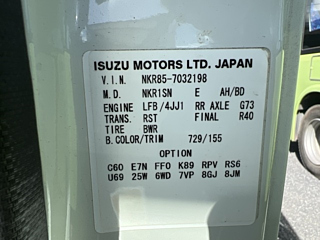 ISUZU MOTORS LTD. JAPAN
V.I.N. NKR85-7032198
M.D. NKR1SN E AH/BD
ENGINE LFB/4JJ1 RR AXLE G73
TRANS. RST FINAL R40
TIRE BWR
B.COLOR/TRIM 729/155
OPTION
C60 E7N FFO K89 RPV RS6
U69 25W 6WD 7VP 8GJ 8JM